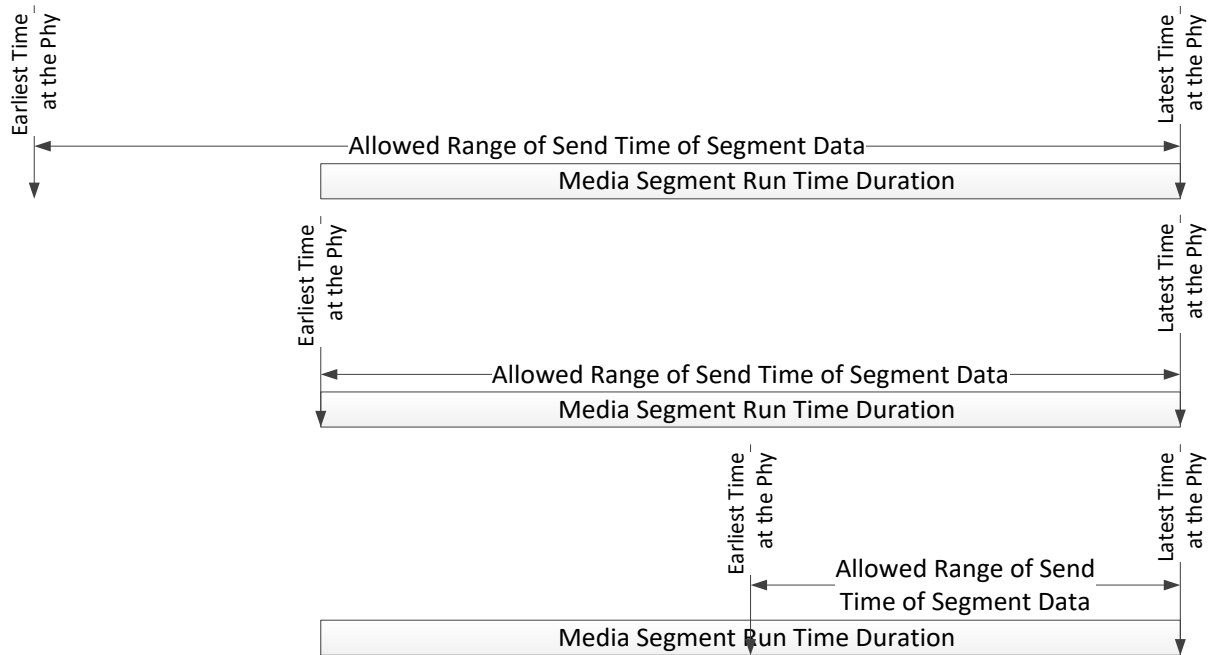 Earliest Time
at the Phy
Latest Time
at the Phy
Allowed Range of Send Time of Segment Data
Media Segment Run Time Duration
Earliest Time
at the Phy
Latest Time
at the Phy
Allowed Range of Send Time of Segment Data
Media Segment Run Time Duration
Earliest Time
at the Phy
Latest Time
at the Phy
Allowed Range of Send
Time of Segment Data
Media Segment Run Time Duration